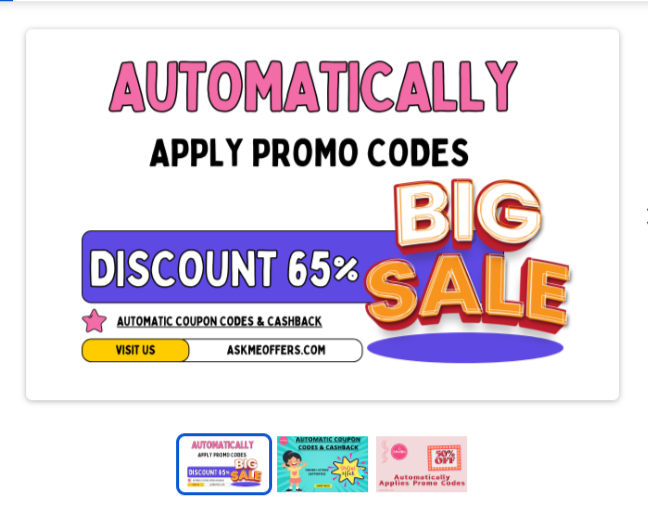 AUTOMATICALLY
APPLY PROMO CODES
BIG
SALE
DISCOUNT 65%
AUTOMATIC COUPON CODES & CASHBACK
VISIT US
ASKMEOFFERS.COM
AUTOMATICALLY
APPLY PROMO CODES
BIG
SALE
DISCOUNT 65%
AUTOMATIC COUPON
CODES & CASHBACK
50%
OFF
Automatically
Applies Promo Codes